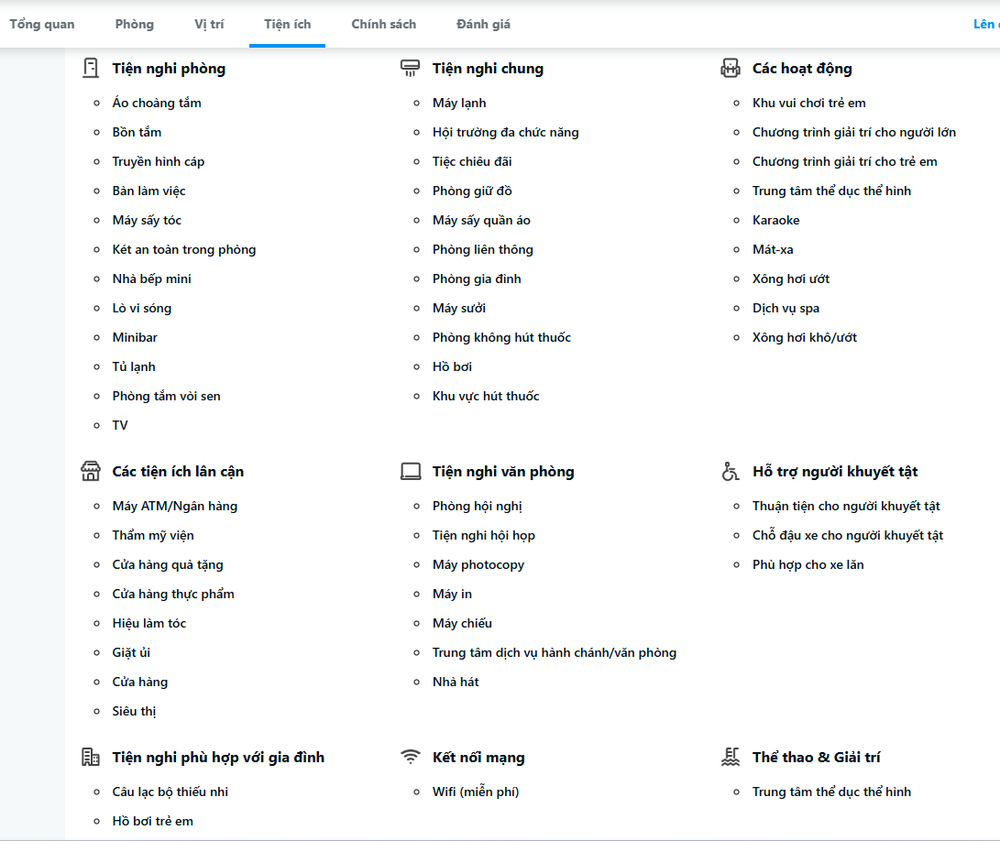 Tổng quan
Phòng
Vị trí
Tiện ích
Chính sách
Đánh giá
Lên
Tiện nghi phòng
Áo choàng tắm
Bồn tắm
Truyền hình cáp
Bàn làm việc
Máy sấy tóc
Két an toàn trong phòng
Nhà bếp mini
Lò vi sóng
Minibar
Tủ lạnh
Phòng tắm vòi sen
TV
Tiện nghi chung
Máy lạnh
Hội trường đa chức năng
Tiệc chiêu đãi
Phòng giữ đồ
Máy sấy quần áo
Phòng liên thông
Phòng gia đình
Máy sưởi
Phòng không hút thuốc
Hồ bơi
Khu vực hút thuốc
Các hoạt động
Khu vui chơi trẻ em
Chương trình giải trí cho người lớn
Chương trình giải trí cho trẻ em
Trung tâm thể dục thể hình
Karaoke
Mát-xa
Xông hơi ướt
Dịch vụ spa
Xông hơi khô/ướt
Các tiện ích lân cận
Máy ATM/Ngân hàng
Thẩm mỹ viện
Cửa hàng quà tặng
Cửa hàng thực phẩm
Hiệu làm tóc
Giặt ủi
Cửa hàng
Siêu thị
Tiện nghi văn phòng
Phòng hội nghị
Tiện nghi hội họp
Máy photocopy
Máy in
Máy chiếu
Trung tâm dịch vụ hành chánh/văn phòng
Nhà hát
Hỗ trợ người khuyết tật
Thuận tiện cho người khuyết tật
Chỗ đậu xe cho người khuyết tật
Phù hợp cho xe lăn
Tiện nghi phù hợp với gia đình
Câu lạc bộ thiếu nhi
Hồ bơi trẻ em
Kết nối mạng
Wifi (miễn phí)
Thể thao & Giải trí
Trung tâm thể dục thể hình